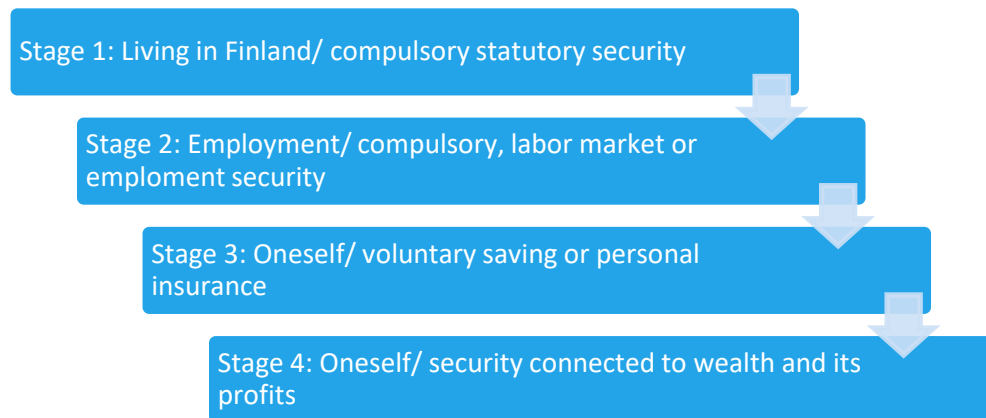 Stage 1: Living in Finland/ compulsory statutory security
Stage 2: Employment/ compulsory, labor market or
emploment security
Stage 3: Oneself/ voluntary saving or personal
insurance
Stage 4: Oneself/ security connected to wealth and its
profits